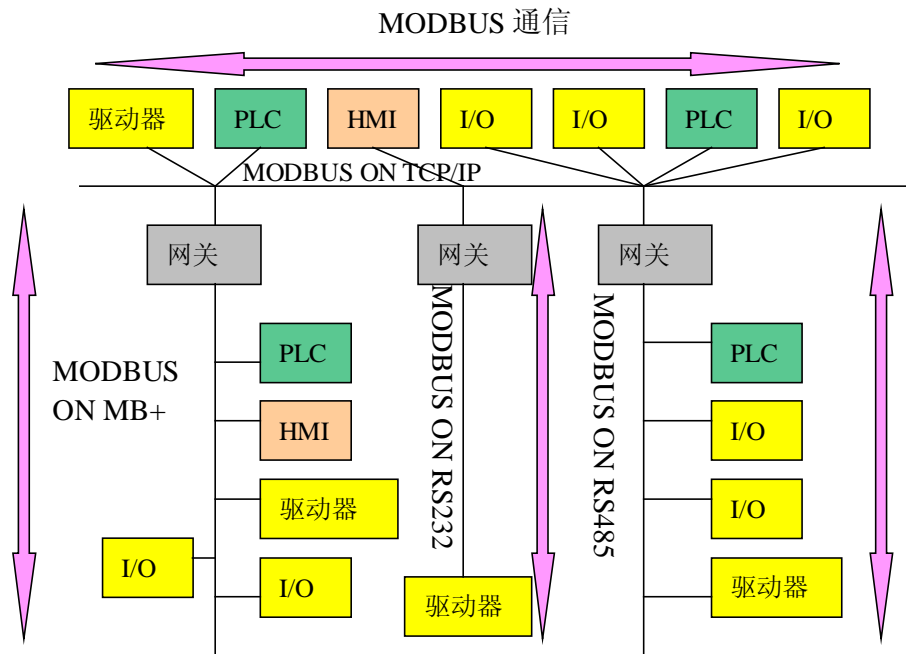 MODBUS 通信
驱动器
PLC
HMI
I/O
I/O
PLC
I/O
MODBUS ON TCP/IP
网关
网关
网关
MODBUS
ON MB+
PLC
HMI
驱动器
I/O
I/O
MODBUS ON RS232
驱动器
MODBUS ON RS485
PLC
I/O
I/O
驱动器